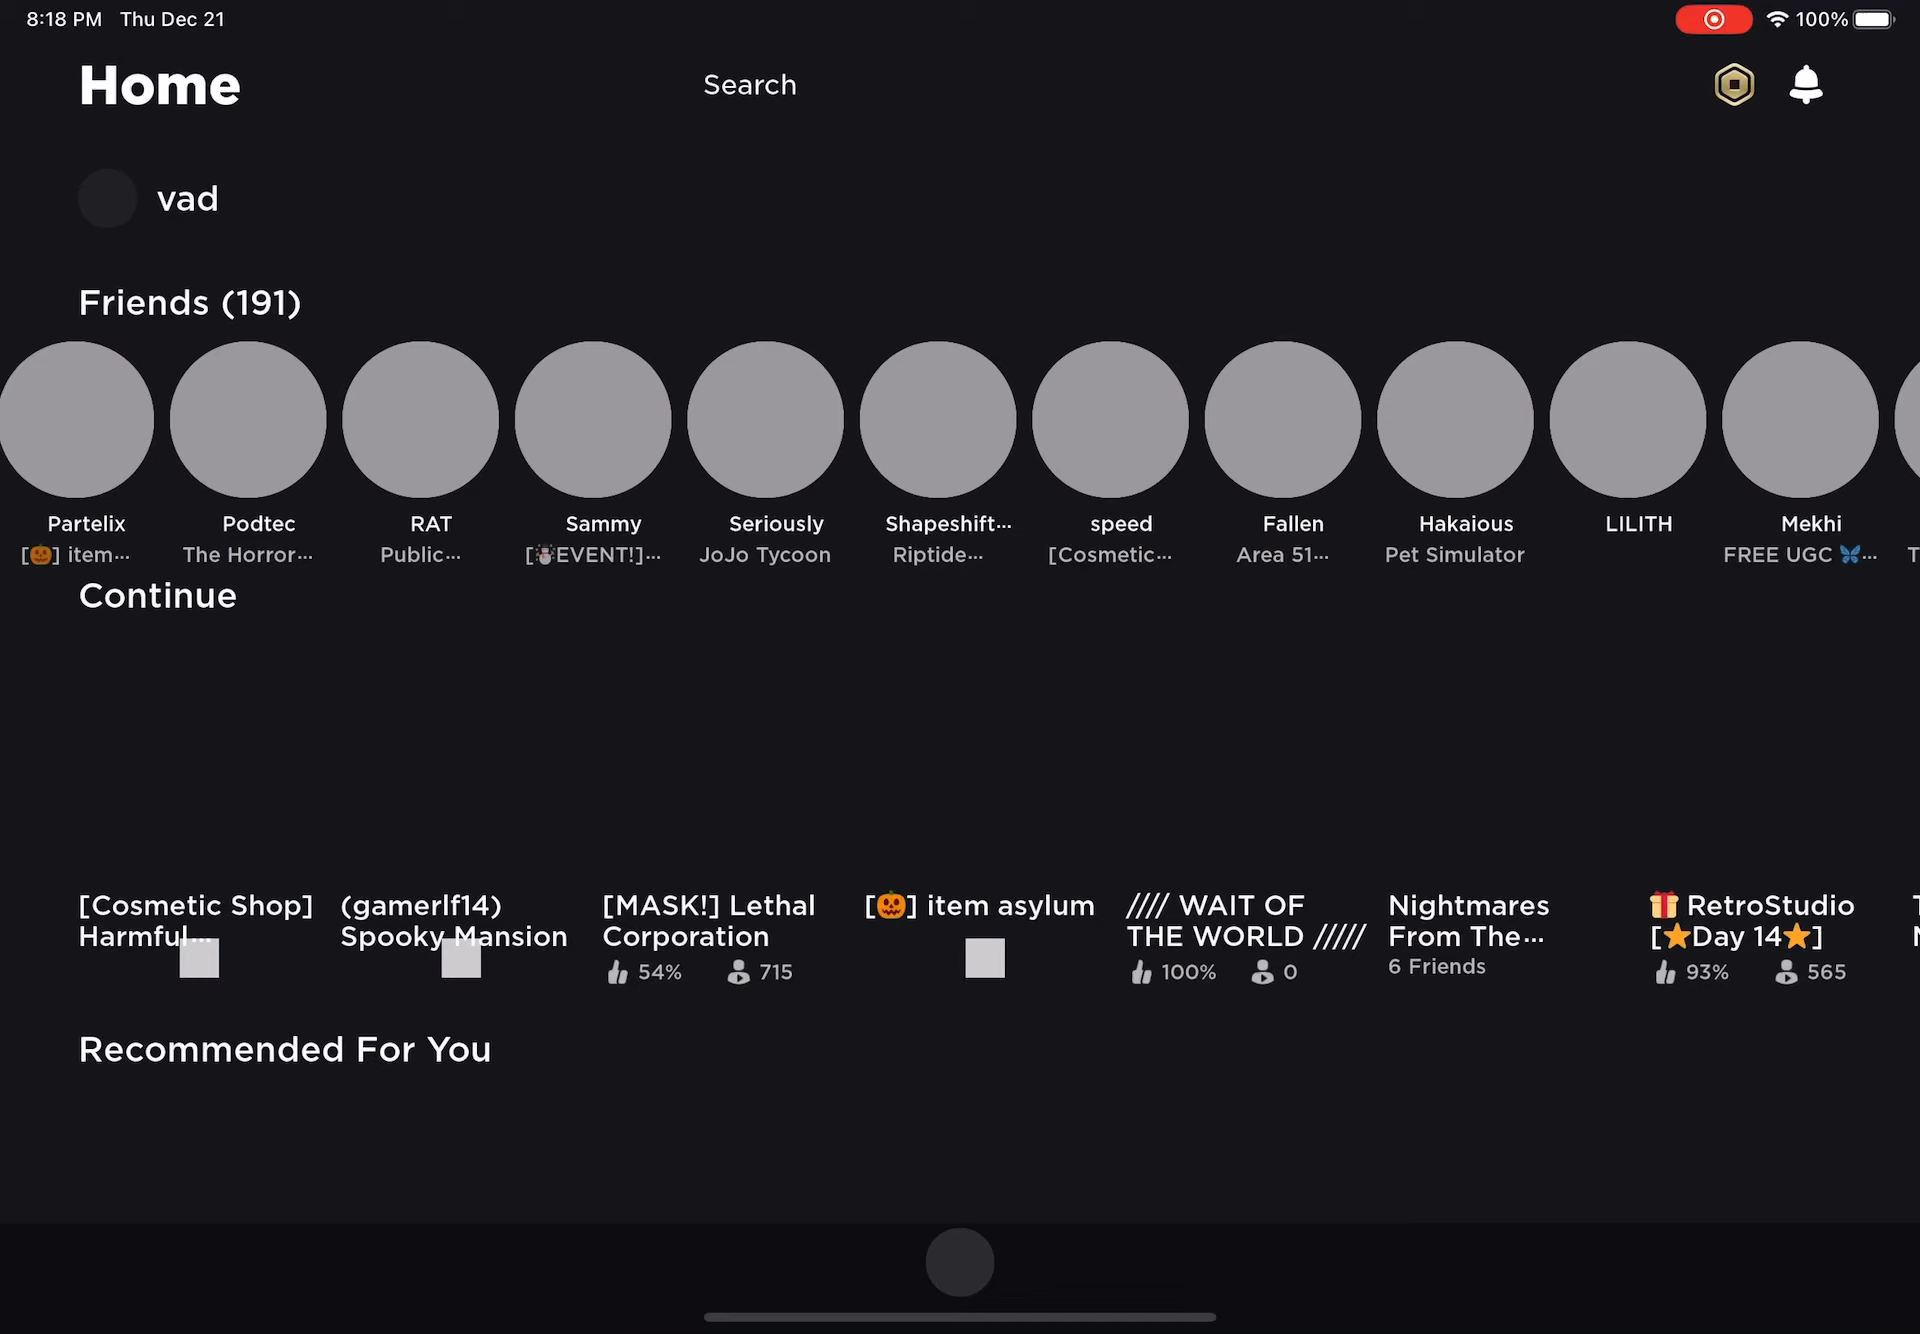 8:18 PM Thu Dec 21
100%
Home
Search
vad
Friends (191)
Partelix
Podtec
RAT
Sammy
Seriously
Shapeshift...
speed
Fallen
Hakaious
LILITH
Mekhi
[🎃] item...
The Horror...
Public...
[☃️EVENT!]...
JoJo Tycoon
Riptide...
[Cosmetic...
Area 51...
Pet Simulator
FREE UGC 🦋...
T
Continue
[Cosmetic Shop]
Harmful...
(gamerlf14)
Spooky Mansion
[MASK!] Lethal
Corporation
54% 715
[🎃] item asylum
//// WAIT OF
THE WORLD /////
100% 0
Nightmares
From The...
6 Friends
🎁 RetroStudio
[⭐Day 14⭐]
93% 565
Recommended For You